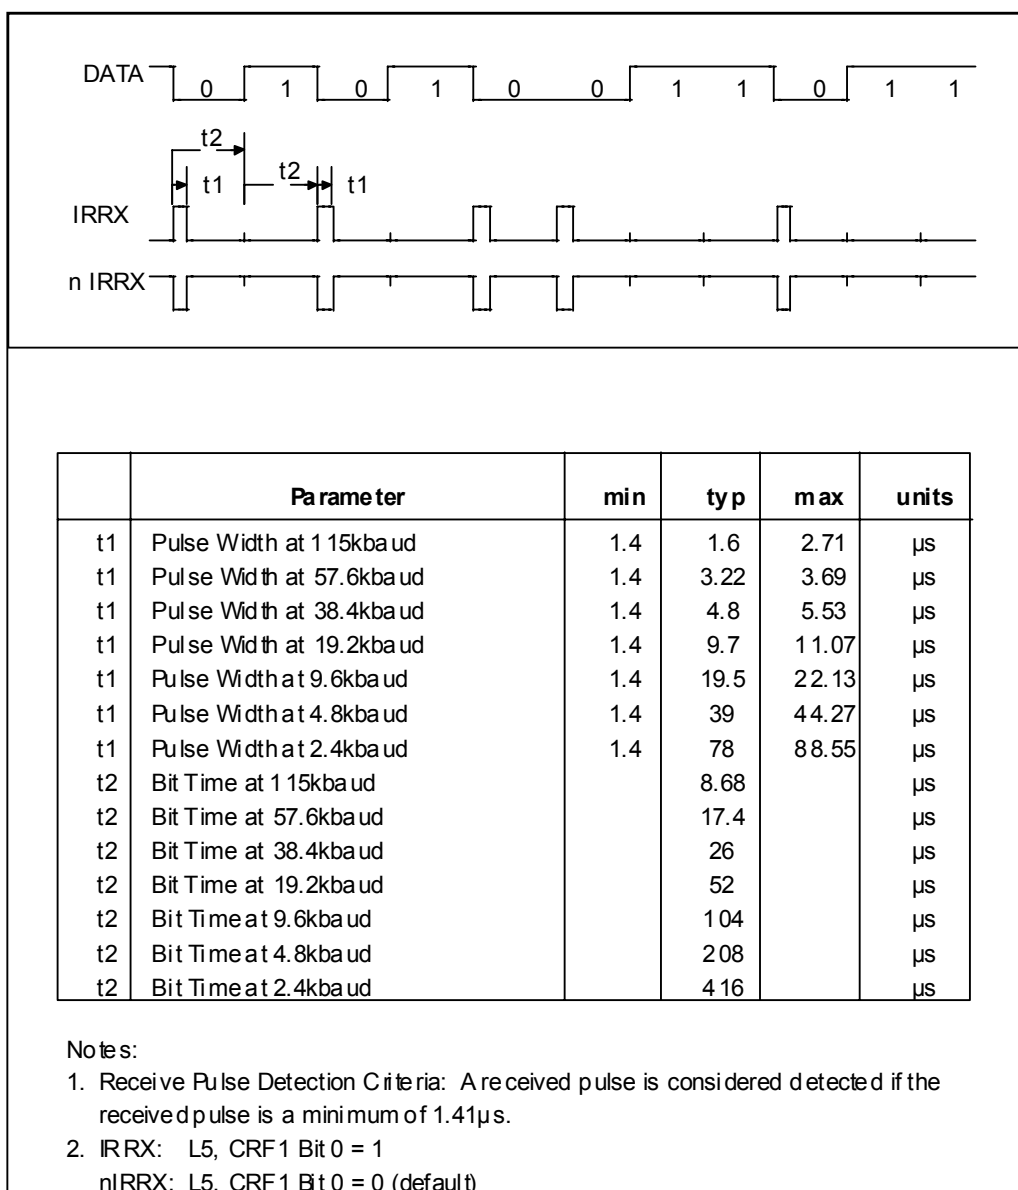 DATA 0 1 0 1 0 0 1 1 0 1 1
t2
t1 t2 t1
IRRX
n IRRX
Parameter min typ max units
t1 Pulse Width at 115kbaud 1.4 1.6 2.71 µs
t1 Pulse Width at 57.6kbaud 1.4 3.22 3.69 µs
t1 Pulse Width at 38.4kbaud 1.4 4.8 5.53 µs
t1 Pulse Width at 19.2kbaud 1.4 9.7 11.07 µs
t1 Pulse Width at 9.6kbaud 1.4 19.5 22.13 µs
t1 Pulse Width at 4.8kbaud 1.4 39 44.27 µs
t1 Pulse Width at 2.4kbaud 1.4 78 88.55 µs
t2 Bit Time at 115kbaud 8.68 µs
t2 Bit Time at 57.6kbaud 17.4 µs
t2 Bit Time at 38.4kbaud 26 µs
t2 Bit Time at 19.2kbaud 52 µs
t2 Bit Time at 9.6kbaud 104 µs
t2 Bit Time at 4.8kbaud 208 µs
t2 Bit Time at 2.4kbaud 416 µs
Notes:
1. Receive Pulse Detection Criteria: A received pulse is considered detected if the
received pulse is a minimum of 1.41µs.
2. IRRX: L5, CRF1 Bit 0 = 1
nIRRX: L5, CRF1 Bit 0 = 0 (default)